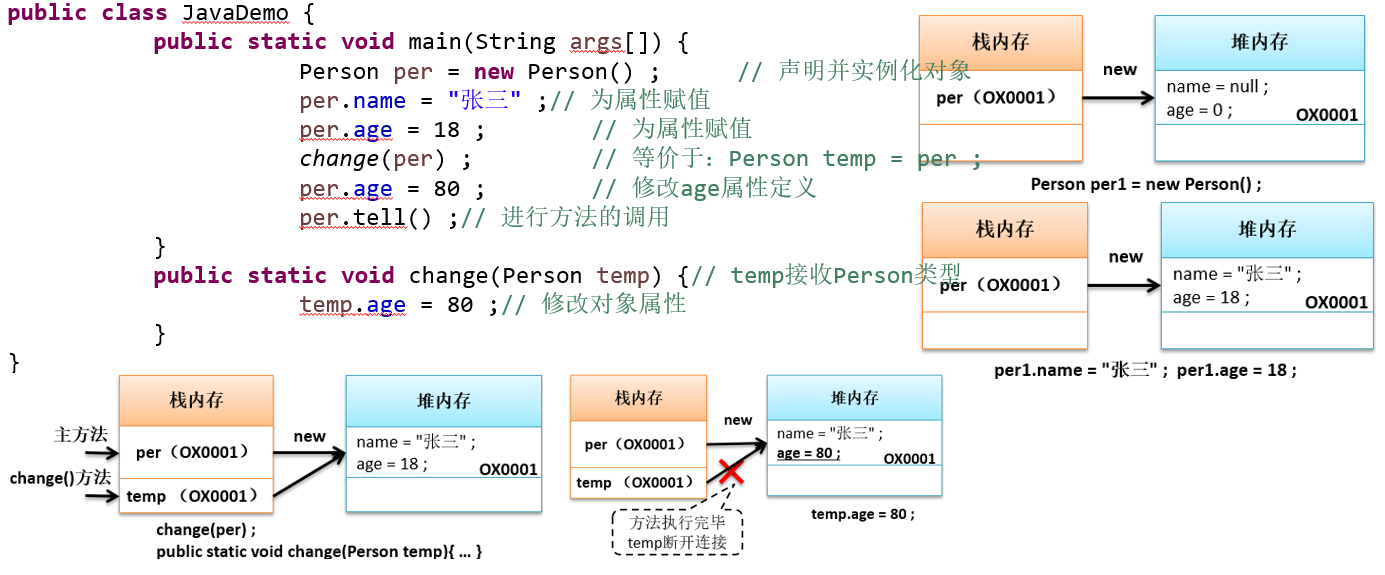 public class JavaDemo {
public static void main(String args[]) {
Person per = new Person() ; // 声明并实例化对象
per.name = "张三" ;// 为属性赋值
per.age = 18 ; // 为属性赋值
change(per) ; // 等价于：Person temp = per ;
per.age = 80 ; // 修改age属性定义
per.tell() ;// 进行方法的调用
}
public static void change(Person temp) {// temp接收Person类型
temp.age = 80 ;// 修改对象属性
}
}
栈内存
per（OX0001）
new
堆内存
name = null ;
age = 0 ;
OX0001
Person per1 = new Person() ;
栈内存
per（OX0001）
new
堆内存
name = "张三" ;
age = 18 ;
OX0001
per1.name = "张三" ; per1.age = 18 ;
主方法
change()方法
栈内存
per（OX0001）
temp （OX0001）
new
堆内存
name = "张三" ;
age = 18 ;
OX0001
change(per) ;
public static void change(Person temp){ … }
栈内存
per（OX0001）
temp （OX0001）
new
堆内存
name = "张三" ;
age = 80 ;
OX0001
方法执行完毕
temp断开连接
temp.age = 80 ;